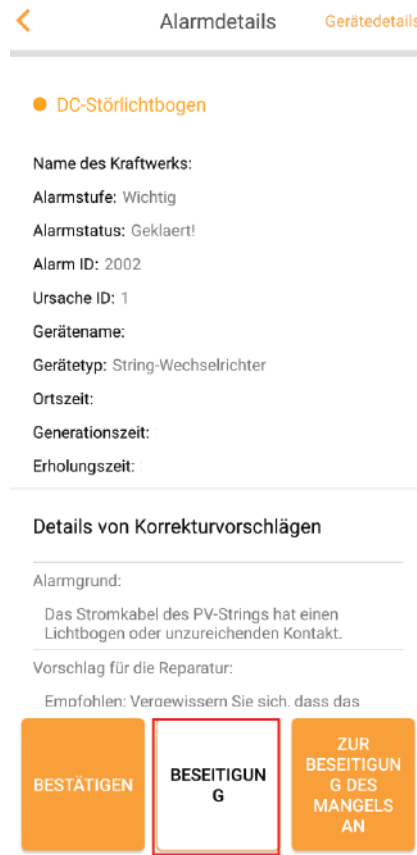 Alarmdetails Gerätedetails
DC-Störlichtbogen
Name des Kraftwerks:
Alarmstufe: Wichtig
Alarmstatus: Geklaert!
Alarm ID: 2002
Ursache ID: 1
Gerätename:
Gerätetyp: String-Wechselrichter
Ortszeit:
Generationszeit:
Erholungszeit:
Details von Korrekturvorschlägen
Alarmgrund:
Das Stromkabel des PV-Strings hat einen
Lichtbogen oder unzureichenden Kontakt.
Vorschlag für die Reparatur:
Empfohlen: Vergewissern Sie sich, dass das
BESTÄTIGEN
BESEITIGUN
G
ZUR
BESEITIGUN
G DES
MANGELS
AN